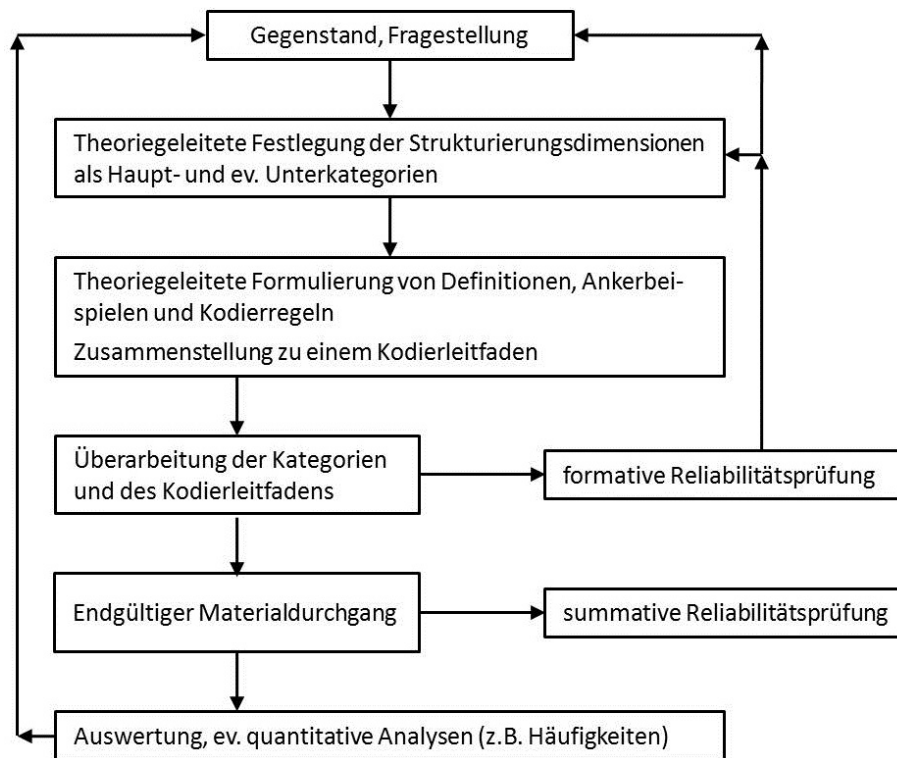 Gegenstand, Fragestellung
Theoriegeleitete Festlegung der Strukturierungsdimensionen
als Haupt- und ev. Unterkategorien
Theoriegeleitete Formulierung von Definitionen, Ankerbei-
spielen und Kodierregeln
Zusammenstellung zu einem Kodierleitfaden
Überarbeitung der Kategorien
und des Kodierleitfadens
formative Reliabilitätsprüfung
Endgültiger Materialdurchgang
summative Reliabilitätsprüfung
Auswertung, ev. quantitative Analysen (z.B. Häufigkeiten)